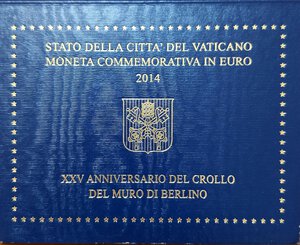 STATO DELLA CITTA' DEL VATICANO
MONETA COMMEMORATIVA IN EURO
2014
XXV ANNIVERSARIO DEL CROLLO
DEL MURO DI BERLINO